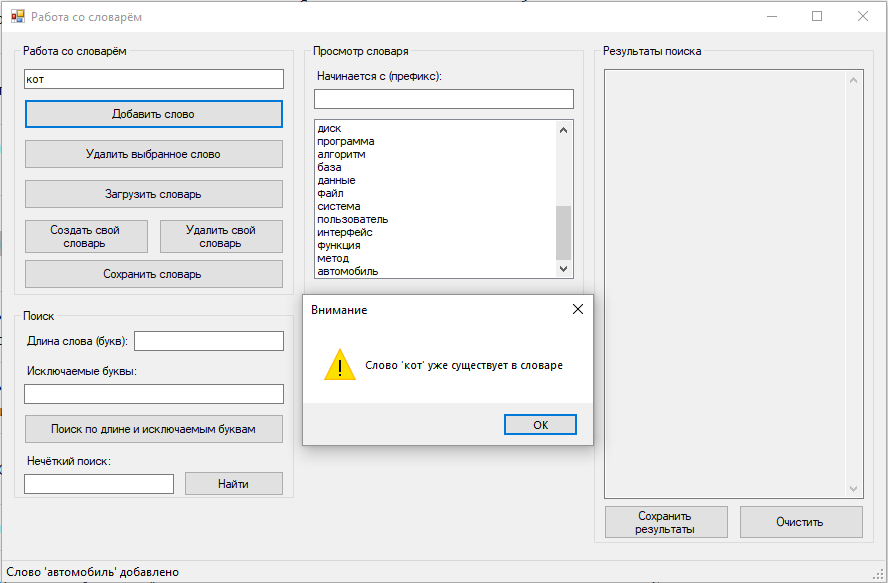 Работа со словарём
Работа со словарём
кот
Добавить слово
Удалить выбранное слово
Загрузить словарь
Создать свой
словарь
Удалить свой
словарь
Сохранить словарь
Поиск
Длина слова (букв):
Исключаемые буквы:
Поиск по длине и исключаемым буквам
Нечёткий поиск:
Найти
Просмотр словаря
Начинается с (префикс):
диск
программа
алгоритм
база
данные
файл
система
пользователь
интерфейс
функция
метод
автомобиль
Внимание
Слово 'кот' уже существует в словаре
ОК
Результаты поиска
Сохранить
результаты
Очистить
Слово 'автомобиль' добавлено